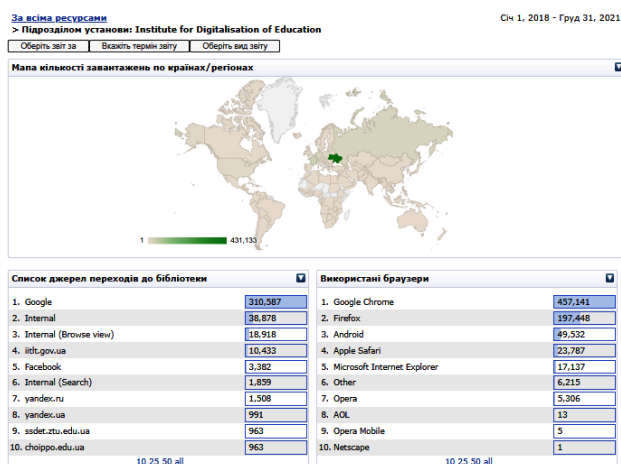 За всіма ресурсами
Січ 1, 2018 - Груд 31, 2021
> Підрозділом установи: Institute for Digitalisation of Education
Оберіть звіт за Вкажіть термін звіту Оберіть вид звіту
Мапа кількості завантажень по країнах/регіонах
1 431,133
Список джерел переходів до бібліотеки
1. Google 310,587
2. Internal 38,878
3. Internal (Browse view) 18,918
4. iitlt.gov.ua 10,433
5. Facebook 3,382
6. Internal (Search) 1,859
7. yandex.ru 1,508
8. yandex.ua 991
9. ssdet.ztu.edu.ua 963
10. choippo.edu.ua 963
10 25 50 all
Використані браузери
1. Google Chrome 457,141
2. Firefox 197,448
3. Android 49,532
4. Apple Safari 23,787
5. Microsoft Internet Explorer 17,137
6. Other 6,215
7. Opera 5,306
8. AOL 13
9. Opera Mobile 5
10. Netscape 1
10 25 50 all